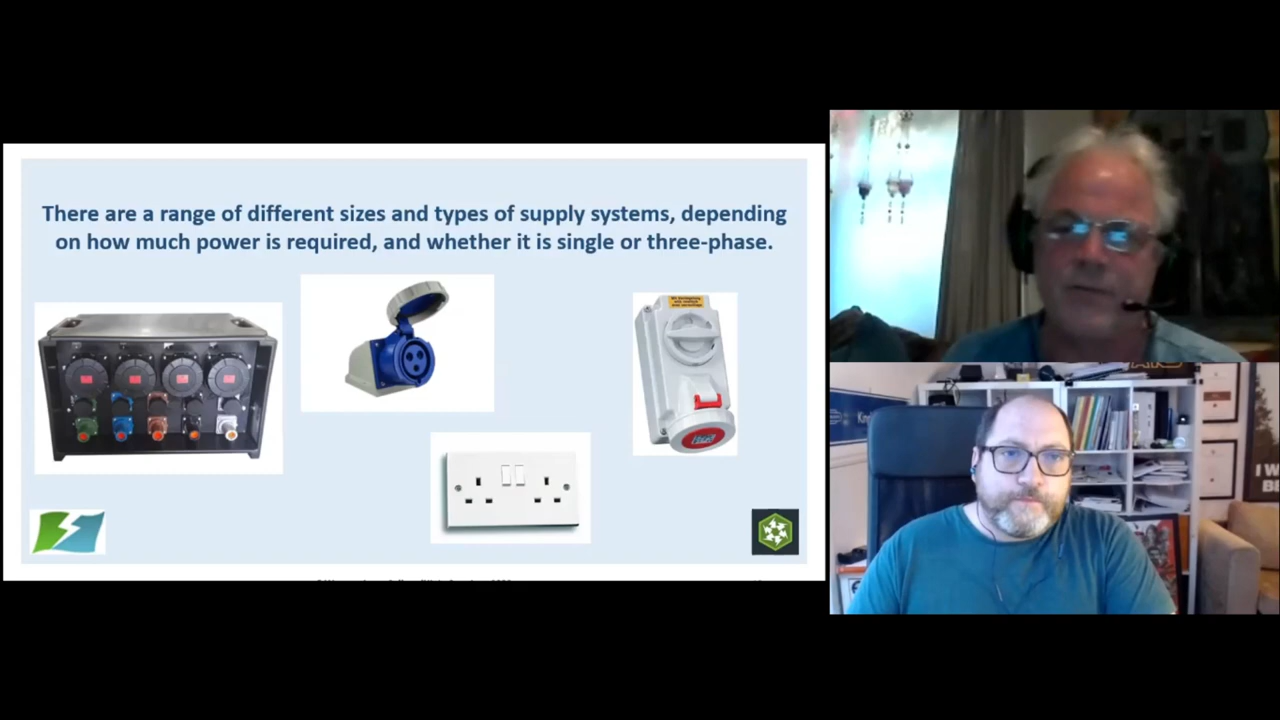 There are a range of different sizes and types of supply systems, depending
on how much power is required, and whether it is single or three-phase.
I W
BE